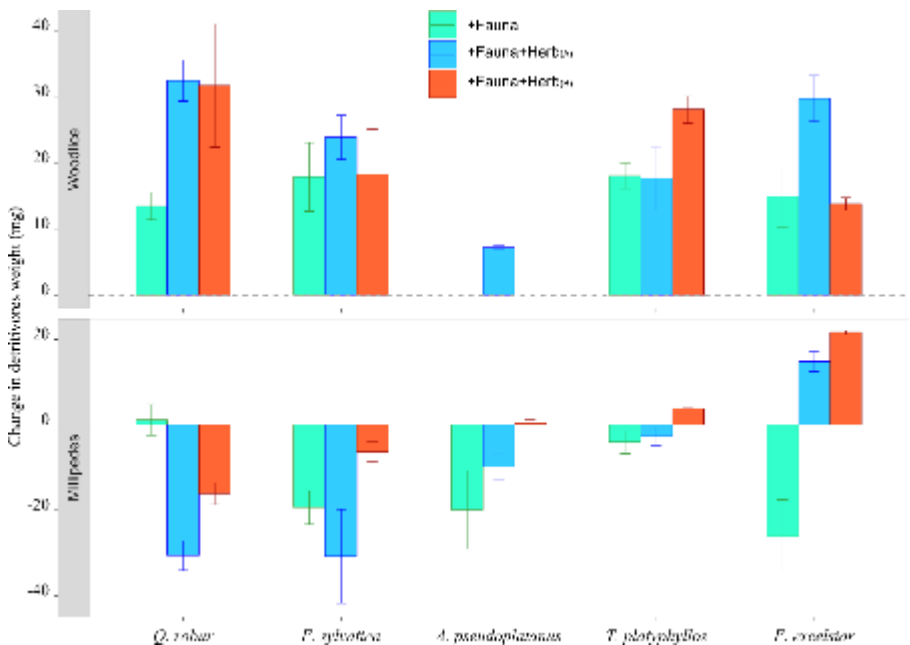 +Fauna
+Fauna+Herb
+Fauna+Herb
Change in detritivores weight (mg)
Woodlice
40
30
20
10
0
Millipedes
20
0
-20
-40
Q. robur
F. sylvatica
A. pseudoplatanus
T. platyphyllos
F. excelsior